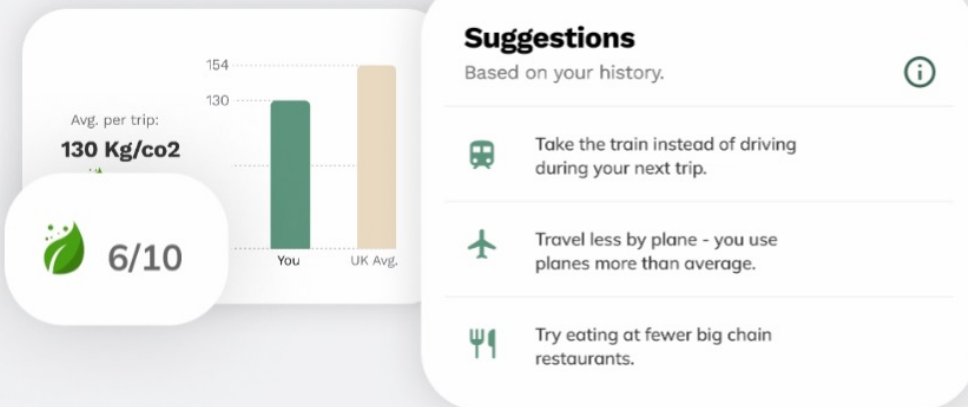 154
130
Avg. per trip:
130 Kg/co2
6/10
You
UK Avg.
Suggestions
Based on your history.
Take the train instead of driving
during your next trip.
Travel less by plane - you use
planes more than average.
Try eating at fewer big chain
restaurants.